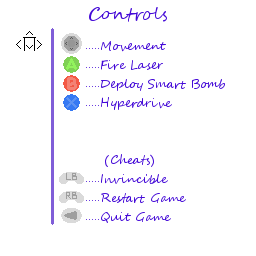 Controls
.....Movement
A.....Fire Laser
B.....Deploy Smart Bomb
X.....Hyperdrive
(Cheats)
LB.....Invincible
RB.....Restart Game
.....Quit Game